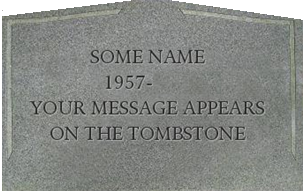 SOME NAME
1957-
YOUR MESSAGE APPEARS
ON THE TOMBSTONE